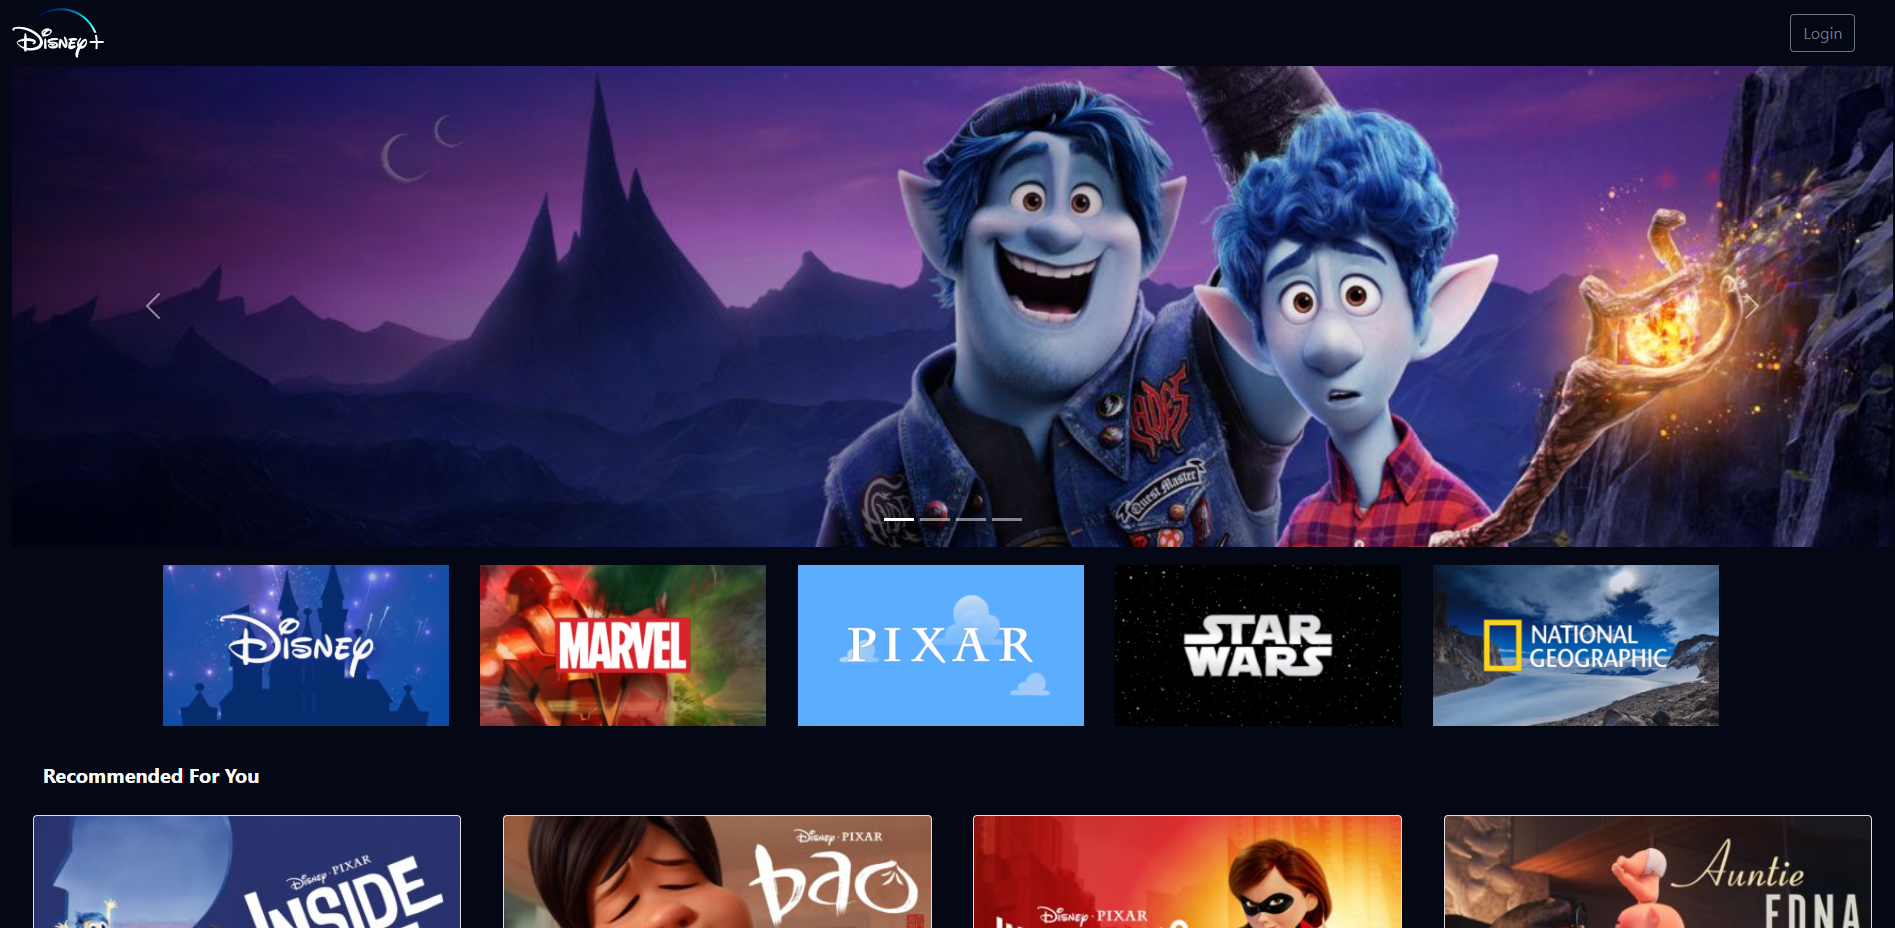 Disney+
Login
ADES
Quest Master
Disney
MARVEL
PIXAR
STAR
WARS
NATIONAL
GEOGRAPHIC
Recommended For You
Disney · PIXAR
INSIDE
Disney · PIXAR
bao
Disney · PIXAR
Auntie
EDNA